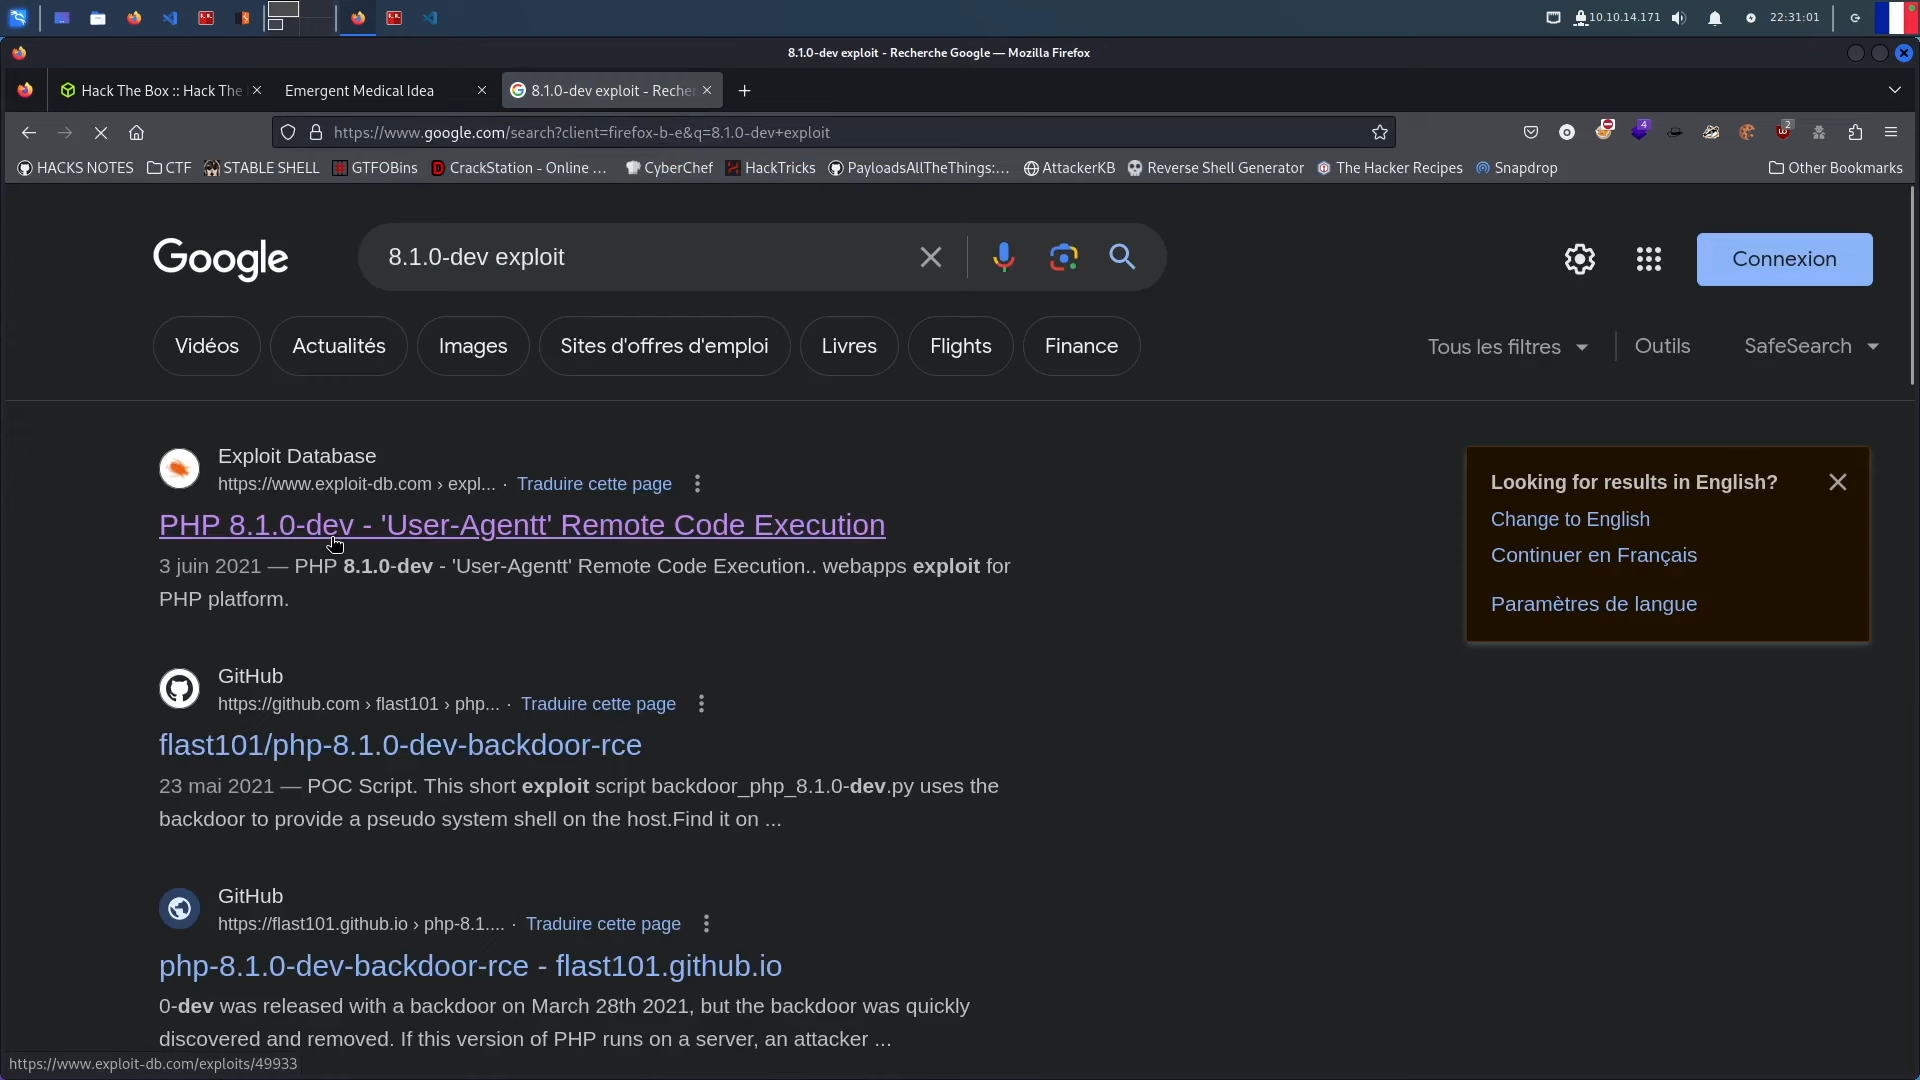 10.10.14.171
22:31:01
8.1.0-dev exploit - Recherche Google — Mozilla Firefox
Hack The Box :: Hack The
Emergent Medical Idea
8.1.0-dev exploit - Recher
https://www.google.com/search?client=firefox-b-e&q=8.1.0-dev+exploit
4
2
HACKS NOTES
CTF
STABLE SHELL
GTFOBins
CrackStation - Online ...
CyberChef
HackTricks
PayloadsAllTheThings:...
AttackerKB
Reverse Shell Generator
The Hacker Recipes
Snapdrop
Other Bookmarks
Google
8.1.0-dev exploit
Connexion
Vidéos
Actualités
Images
Sites d'offres d'emploi
Livres
Flights
Finance
Tous les filtres
Outils
SafeSearch
Exploit Database
https://www.exploit-db.com › expl... · Traduire cette page
PHP 8.1.0-dev - 'User-Agentt' Remote Code Execution
3 juin 2021 — PHP 8.1.0-dev - 'User-Agentt' Remote Code Execution.. webapps exploit for
PHP platform.
Looking for results in English?
Change to English
Continuer en Français
Paramètres de langue
GitHub
https://github.com › flast101 › php... · Traduire cette page
flast101/php-8.1.0-dev-backdoor-rce
23 mai 2021 — POC Script. This short exploit script backdoor_php_8.1.0-dev.py uses the
backdoor to provide a pseudo system shell on the host.Find it on ...
GitHub
https://flast101.github.io › php-8.1.... · Traduire cette page
php-8.1.0-dev-backdoor-rce - flast101.github.io
0-dev was released with a backdoor on March 28th 2021, but the backdoor was quickly
discovered and removed. If this version of PHP runs on a server, an attacker ...
https://www.exploit-db.com/exploits/49933